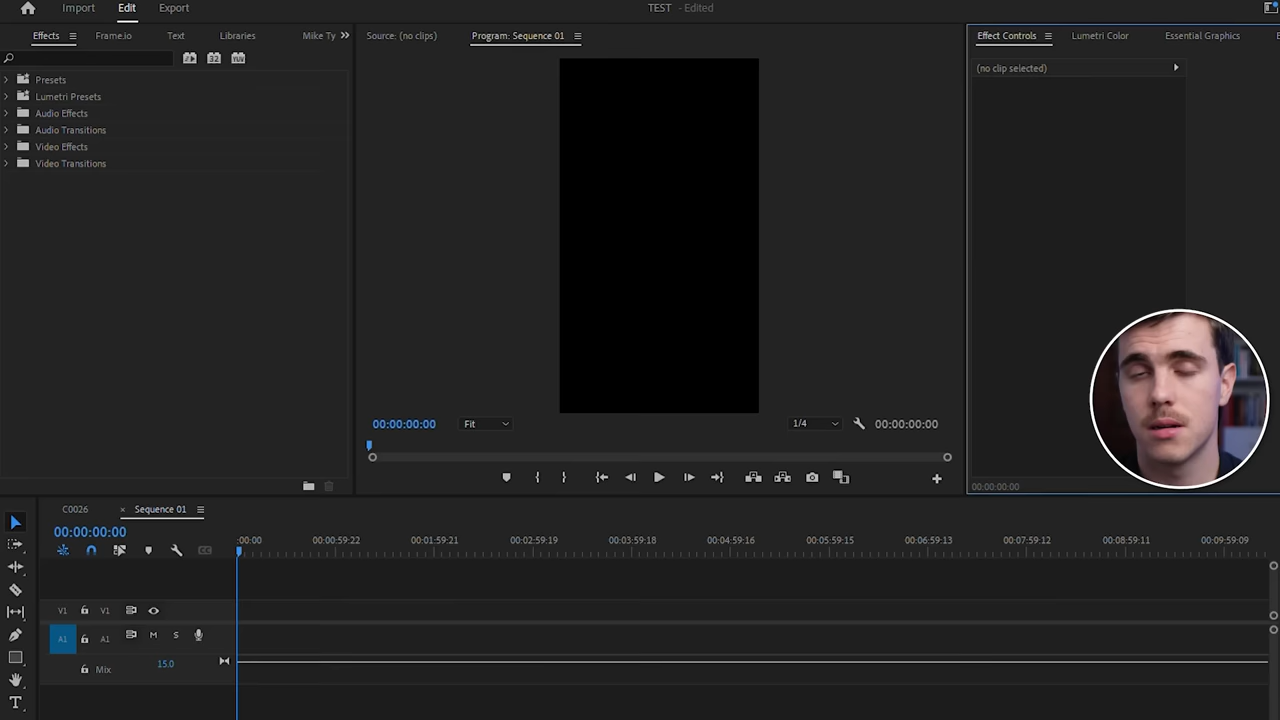 Import Edit Export TEST - Edited
Effects Frame.io Text Libraries Mike Ty
Source: (no clips) Program: Sequence 01
Effect Controls Lumetri Color Essential Graphics
32 YUV
(no clip selected)
Presets
Lumetri Presets
Audio Effects
Audio Transitions
Video Effects
Video Transitions
00:00:00:00 Fit 1/4 00:00:00:00
00:00:00:00
C0026 × Sequence 01
00:00:00:00
:00:00 00:00:59:22 00:01:59:21 00:02:59:19 00:03:59:18 00:04:59:16 00:05:59:15 00:06:59:13 00:07:59:12 00:08:59:11 00:09:59:09
V1 V1
A1 A1 M S
Mix 15.0
T